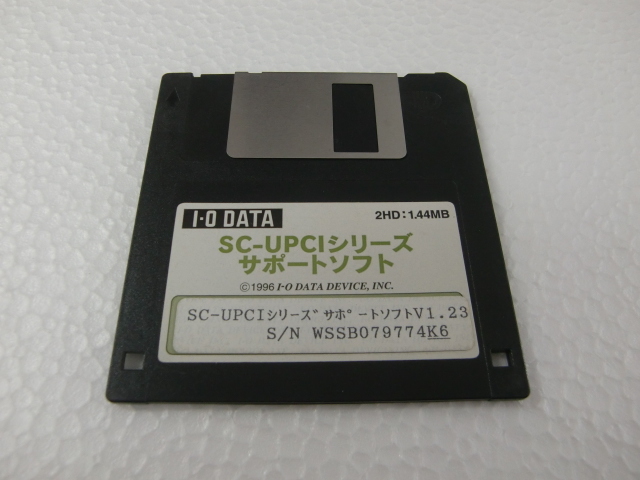 I·O DATA
2HD:1.44MB
SC-UPCIシリーズ
サポートソフト
©1996 I-O DATA DEVICE, INC.
SC-UPCIシリーズ サポートソフトV1.23
S/N WSSB079774K6